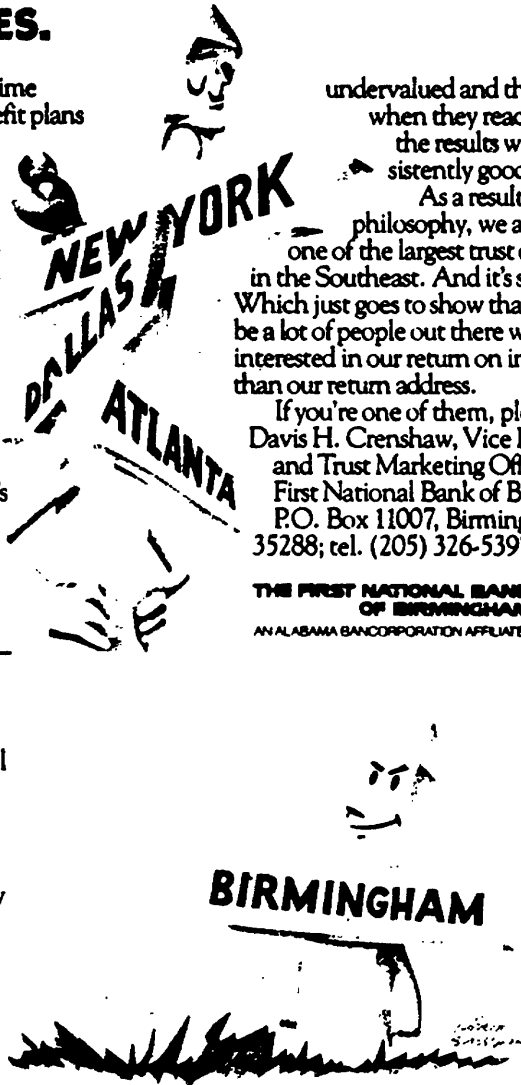 ES.
ime
efit plans
NEW YORK
DALLAS
ATLANTA
s
undervalued and th
when they reac
the results w
sistently good
As a result
philosophy, we a
one of the largest trust
in the Southeast. And it's s
Which just goes to show tha
be a lot of people out there w
interested in our return on in
than our return address.
If you're one of them, ple
Davis H. Crenshaw, Vice
and Trust Marketing Off
First National Bank of B
P.O. Box 11007, Birming
35288; tel. (205) 326-539
THE FIRST NATIONAL BANK
OF BIRMINGHAM
AN ALABAMA BANCORPORATION AFFILIATE
l
y
BIRMINGHAM